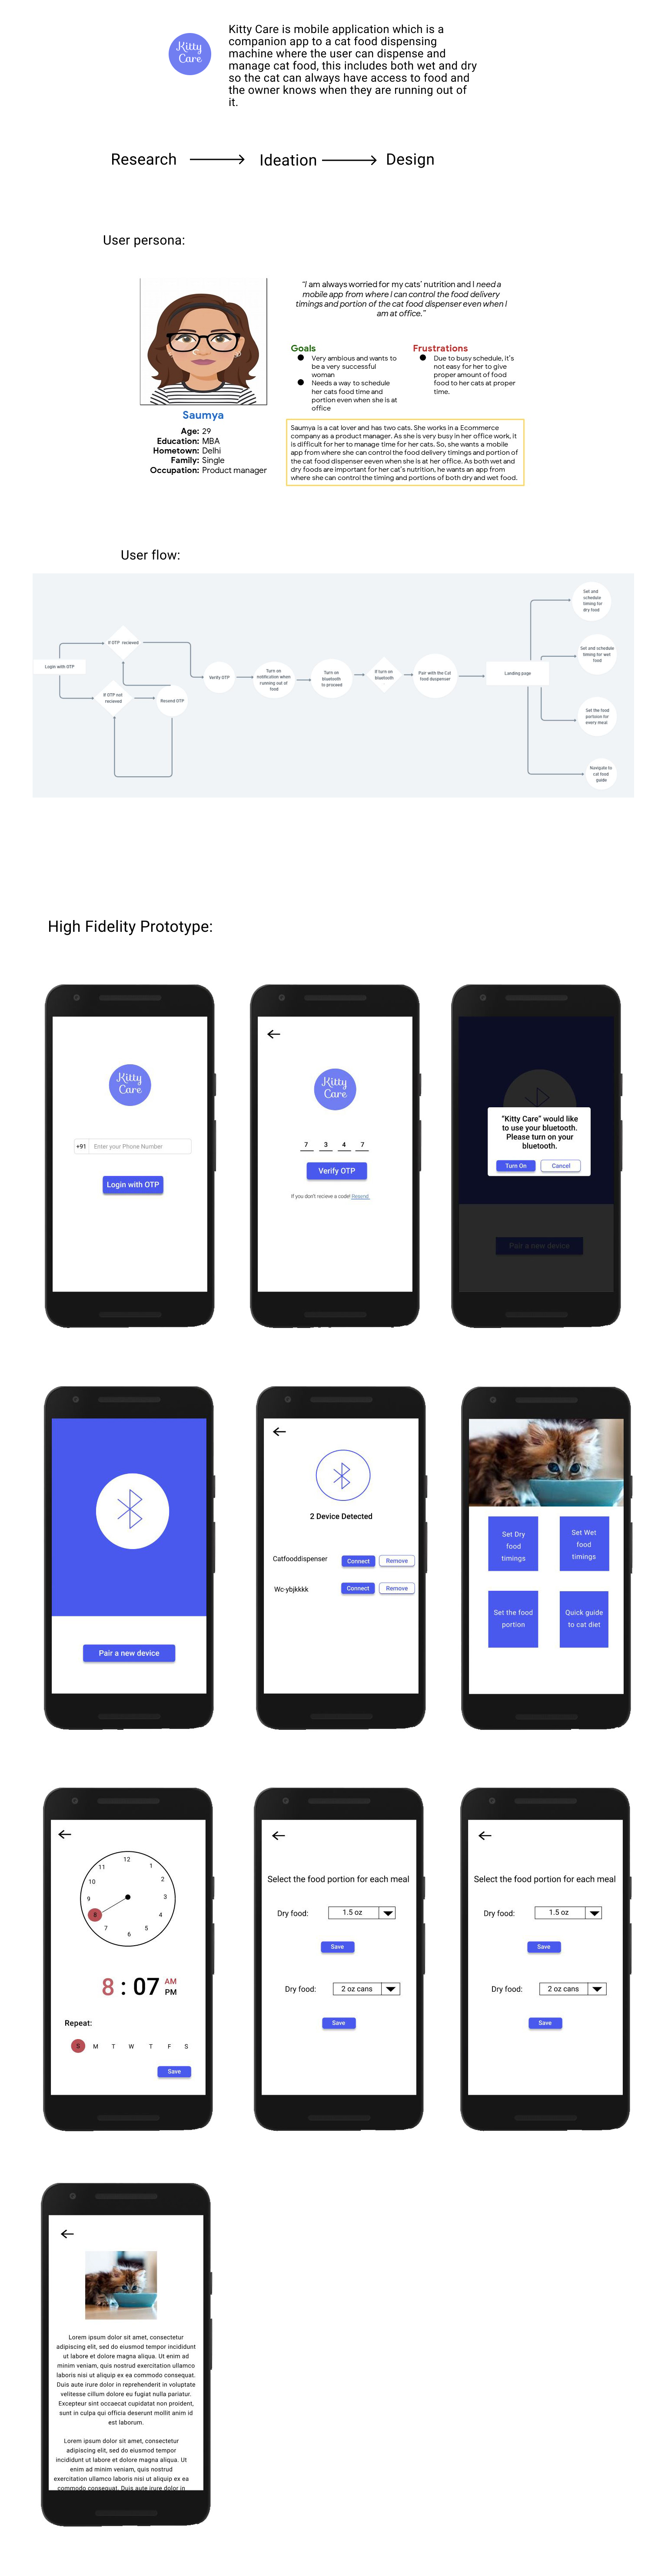 Kitty
Care
Kitty Care is mobile application which is a
companion app to a cat food dispensing
machine where the user can dispense and
manage cat food, this includes both wet and dry
so the cat can always have access to food and
the owner knows when they are running out of
it.
Research
Ideation
Design
User persona:
“I am always worried for my cats’ nutrition and I need a
mobile app from where I can control the food delivery
timings and portion of the cat food dispenser even when I
am at office.”
Goals
Very ambious and wants to
be a very successful
woman
Needs a way to schedule
her cats food time and
portion even when she is at
office
Frustrations
Due to busy schedule, it’s
not easy for her to give
proper amount of food
food to her cats at proper
time.
Saumya
Age: 29
Education: MBA
Hometown: Delhi
Family: Single
Occupation: Product manager
Saumya is a cat lover and has two cats. She works in a Ecommerce
company as a product manager. As she is very busy in her office work, it
is difficult for her to manage time for her cats. So, she wants a mobile
app from where she can control the food delivery timings and portion of
the cat food dispenser even when she is at her office. As both wet and
dry foods are important for her cat’s nutrition, he wants an app from
where she can control the timing and portions of both dry and wet food.
User flow:
Login with OTP
If OTP recieved
If OTP not
recieved
Resend OTP
Verify OTP
Turn on
notification when
running out of
food
Turn on
bluetooth
to proceed
If turn on
bluetooth
Pair with the Cat
food duspenser
Landing page
Set and
schedule
timing for
dry food
Set and schedule
timing for wet
food
Set the food
portiosn for
every meal
Navigate to
cat food
guide
High Fidelity Prototype:
Kitty
Care
+91 Enter your Phone Number
Login with OTP
Kitty
Care
7 3 4 7
Verify OTP
If you don't recieve a code! Resend
“Kitty Care” would like
to use your bluetooth.
Please turn on your
bluetooth.
Turn On Cancel
Pair a new device
Pair a new device
2 Device Detected
Catfooddispenser Connect Remove
Wc-ybjkkkk Connect Remove
Set Dry
food
timings
Set Wet
food
timings
Set the food
portion
Quick guide
to cat diet
12
11 1
10 2
9 3
8 4
7 5
6
8 : 07 AM
PM
Repeat:
S M T W T F S
Save
Select the food portion for each meal
Dry food: 1.5 oz
Save
Dry food: 2 oz cans
Save
Select the food portion for each meal
Dry food: 1.5 oz
Save
Dry food: 2 oz cans
Save
Lorem ipsum dolor sit amet, consectetur
adipiscing elit, sed do eiusmod tempor incididunt
ut labore et dolore magna aliqua. Ut enim ad
minim veniam, quis nostrud exercitation ullamco
laboris nisi ut aliquip ex ea commodo consequat.
Duis aute irure dolor in reprehenderit in voluptate
velitesse cillum dolore eu fugiat nulla pariatur.
Excepteur sint occaecat cupidatat non proident,
sunt in culpa qui officia deserunt mollit anim id
est laborum.
Lorem ipsum dolor sit amet, consectetur
adipiscing elit, sed do eiusmod tempor
incididunt ut labore et dolore magna aliqua. Ut
enim ad minim veniam, quis nostrud
exercitation ullamco laboris nisi ut aliquip ex ea
commodo consequat. Duis aute irure dolor in